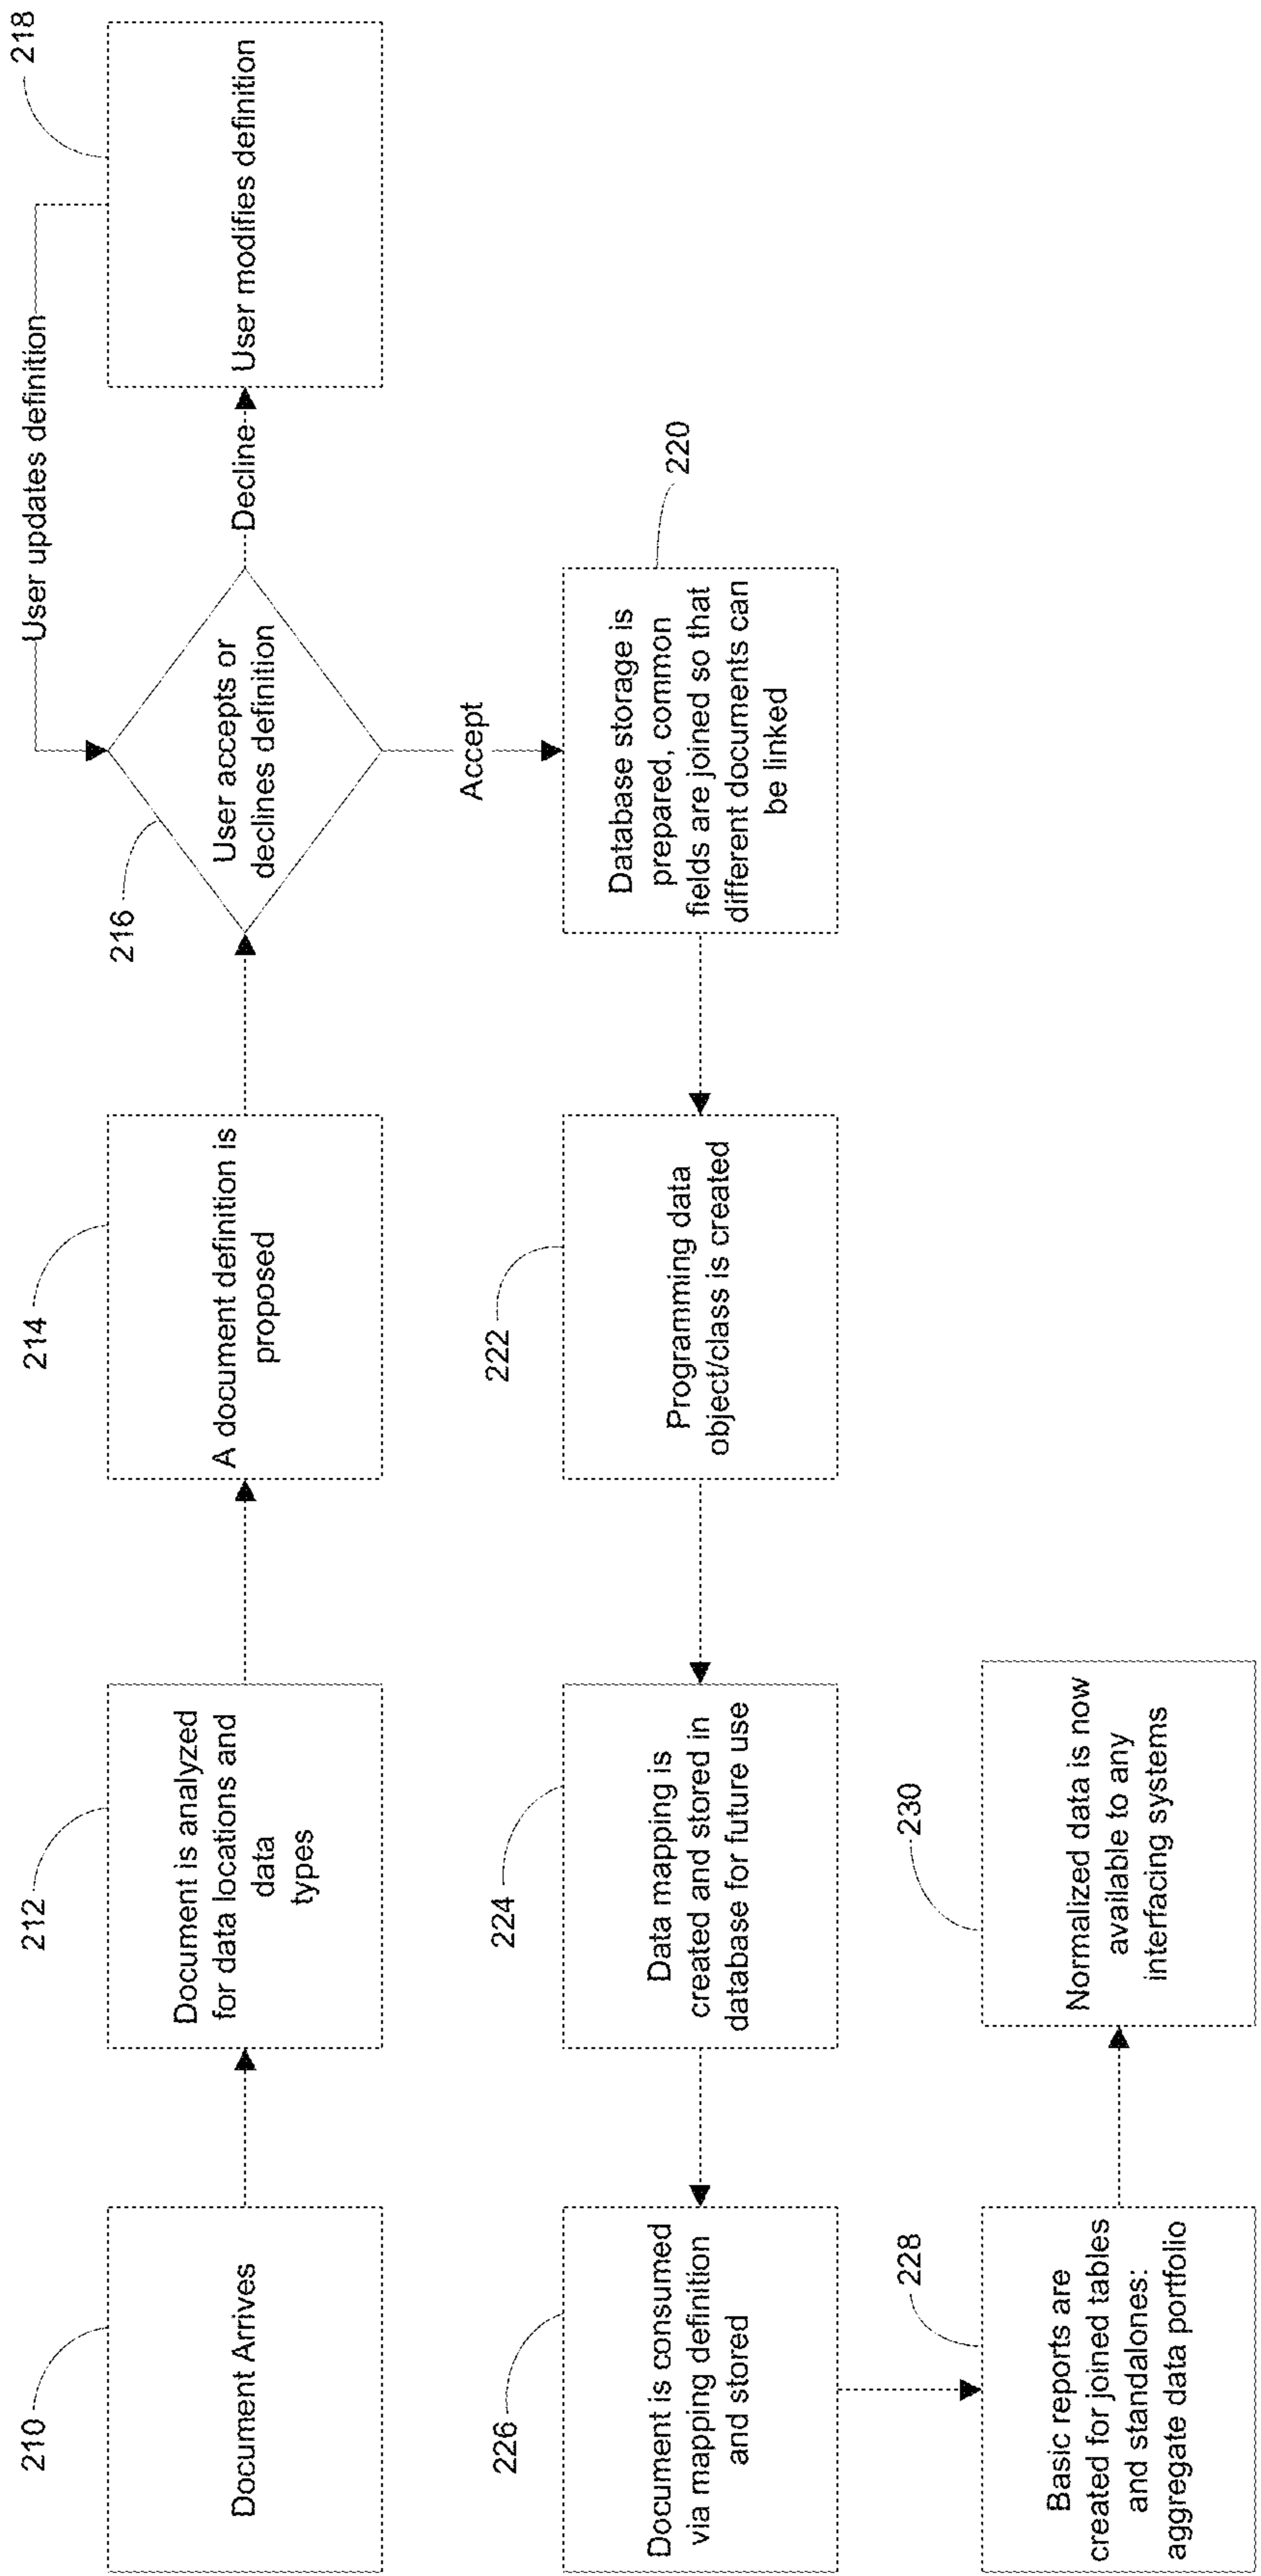 210
Document Arrives
212
Document is analyzed
for data locations and
data
types
214
A document definition is
proposed
216
User accepts or
declines definition
User updates definition
Decline
218
User modifies definition
Accept
220
Database storage is
prepared, common
fields are joined so that
different documents can
be linked
222
Programming data
object/class is created
224
Data mapping is
created and stored in
database for future use
226
Document is consumed
via mapping definition
and stored
228
Basic reports are
created for joined tables
and standalones:
aggregate data portfolio
230
Normalized data is now
available to any
interfacing systems